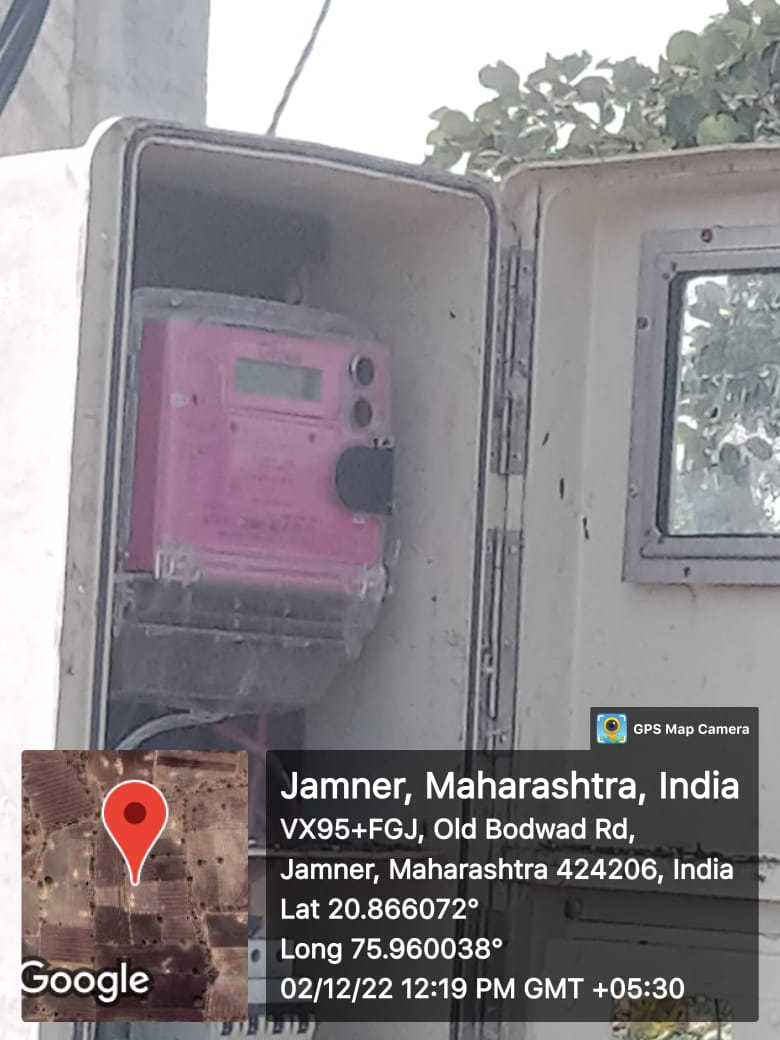 GPS Map Camera
Jamner, Maharashtra, India
VX95+FGJ, Old Bodwad Rd,
Jamner, Maharashtra 424206, India
Lat 20.866072°
Long 75.960038°
02/12/22 12:19 PM GMT +05:30
Google